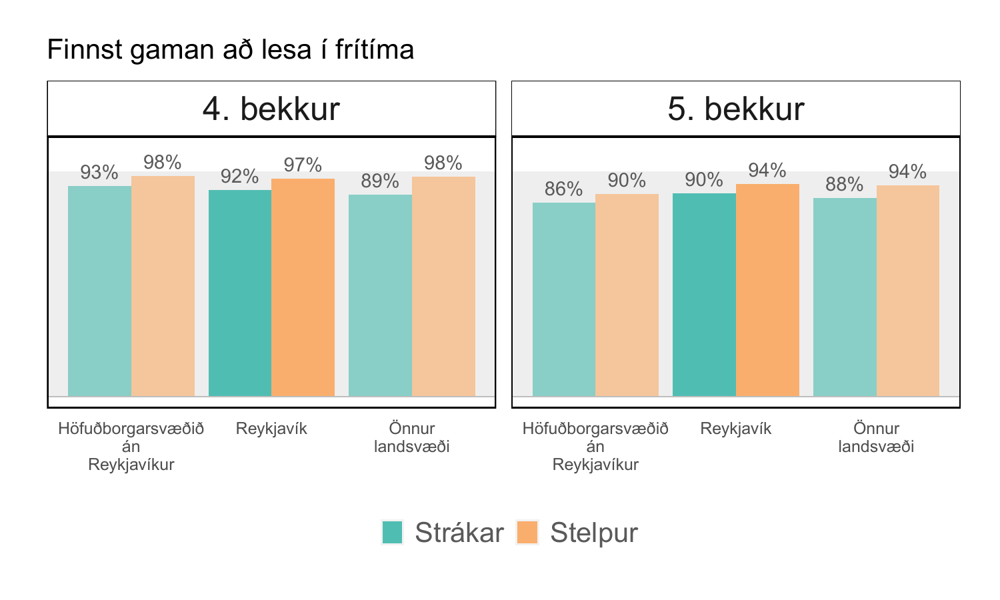 Finnst gaman að lesa í frítíma
4. bekkur
93%
98%
92%
97%
89%
98%
Höfuðborgarsvæðið
án
Reykjavíkur
Reykjavík
Önnur
landsvæði
5. bekkur
86%
90%
90%
94%
88%
94%
Höfuðborgarsvæðið
án
Reykjavíkur
Reykjavík
Önnur
landsvæði
Strákar
Stelpur